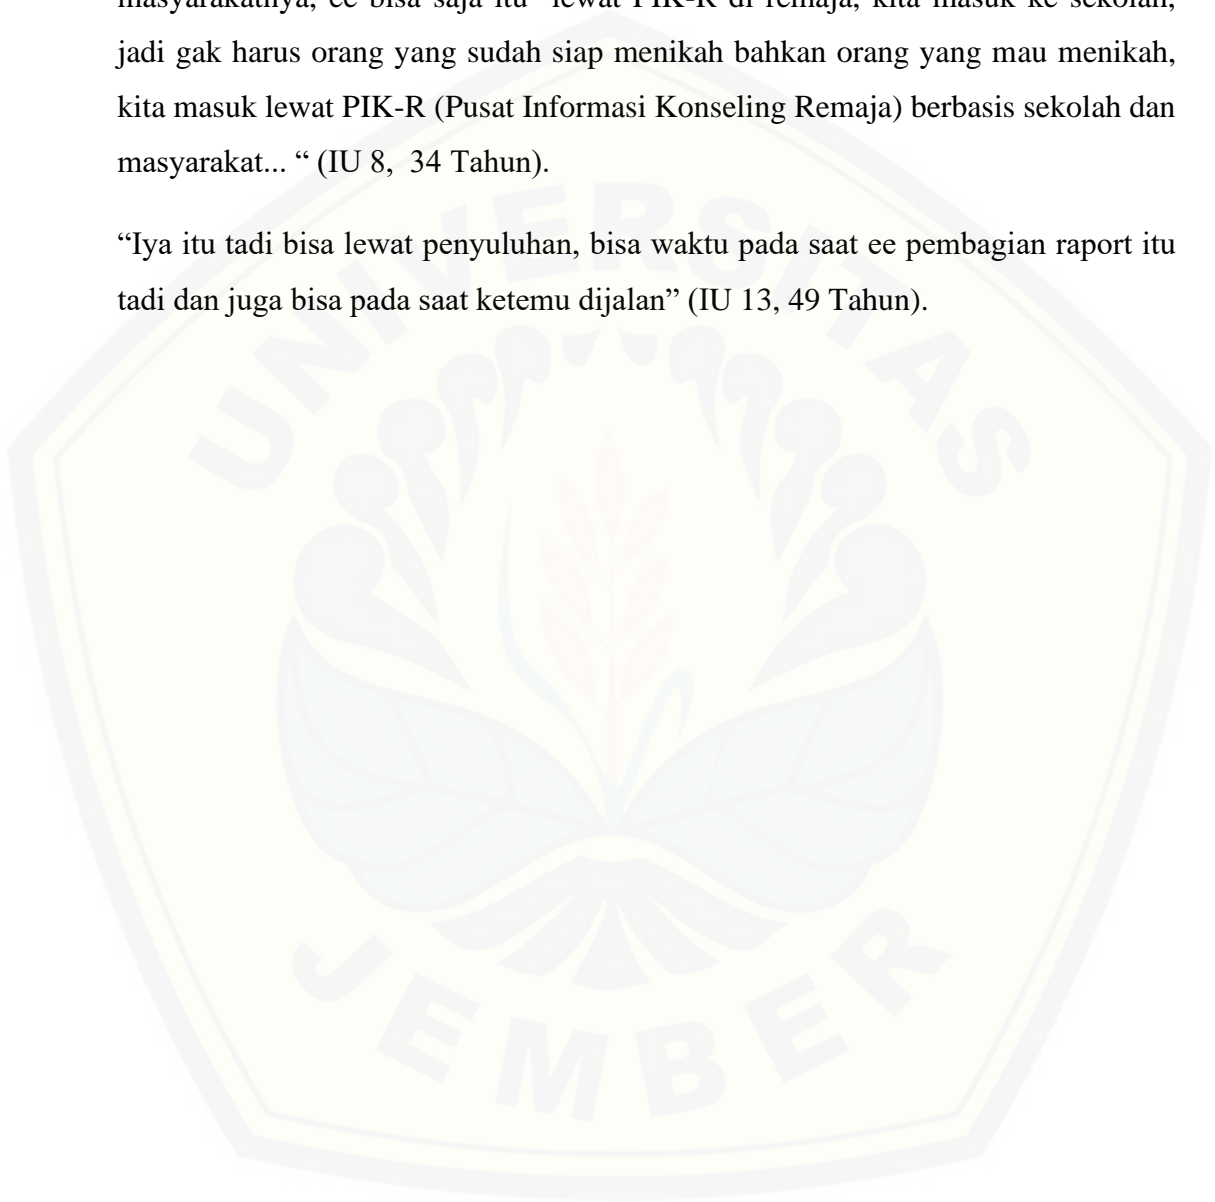 masyarakatnya, ee bisa saja itu lewat PIK-R di remaja, kita masuk ke sekolah,
jadi gak harus orang yang sudah siap menikah bahkan orang yang mau menikah,
kita masuk lewat PIK-R (Pusat Informasi Konseling Remaja) berbasis sekolah dan
masyarakat... “ (IU 8, 34 Tahun).
“Iya itu tadi bisa lewat penyuluhan, bisa waktu pada saat ee pembagian raport itu
tadi dan juga bisa pada saat ketemu dijalan” (IU 13, 49 Tahun).
UNIVERSITAS
JEMBER